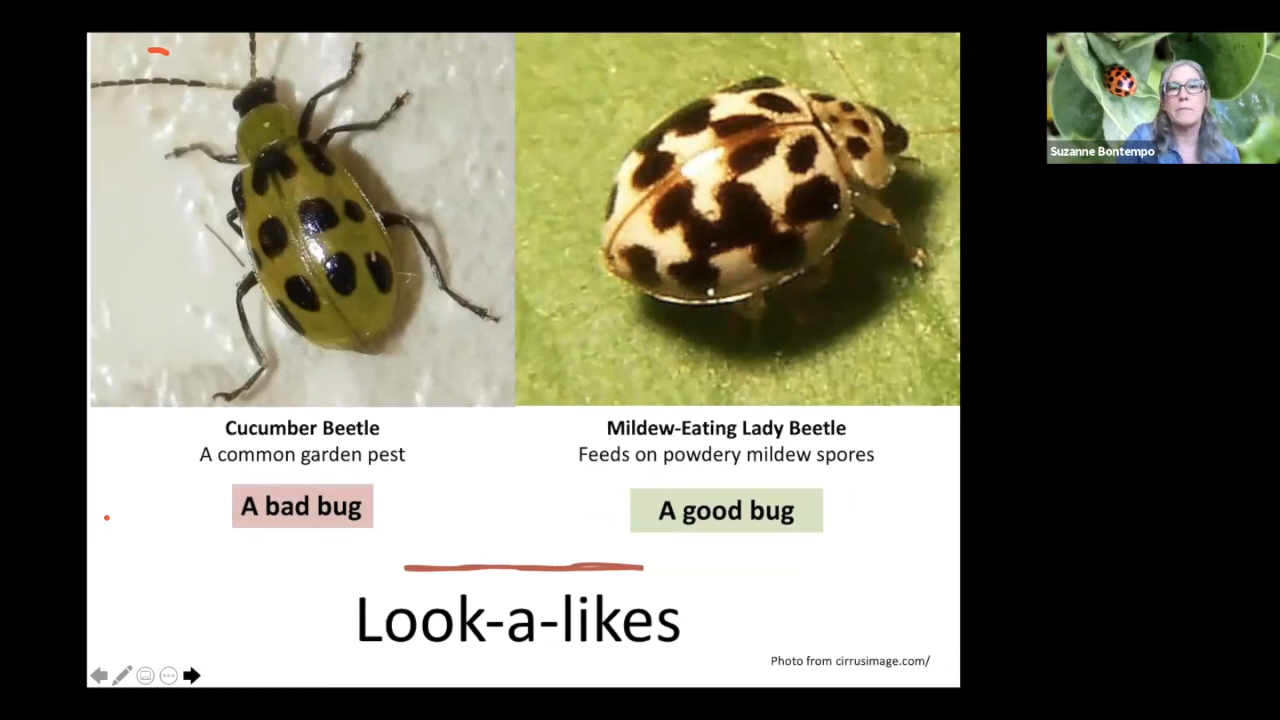 Suzanne Bontempo
Cucumber Beetle
A common garden pest
A bad bug
Mildew-Eating Lady Beetle
Feeds on powdery mildew spores
A good bug
Look-a-likes
Photo from cirrusimage.com/